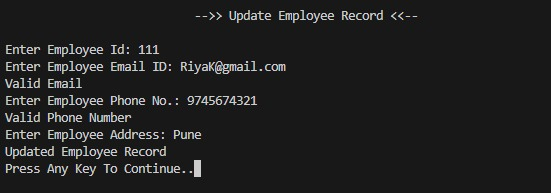 -->> Update Employee Record <<--
Enter Employee Id: 111
Enter Employee Email ID: RiyaK@gmail.com
Valid Email
Enter Employee Phone No.: 9745674321
Valid Phone Number
Enter Employee Address: Pune
Updated Employee Record
Press Any Key To Continue..